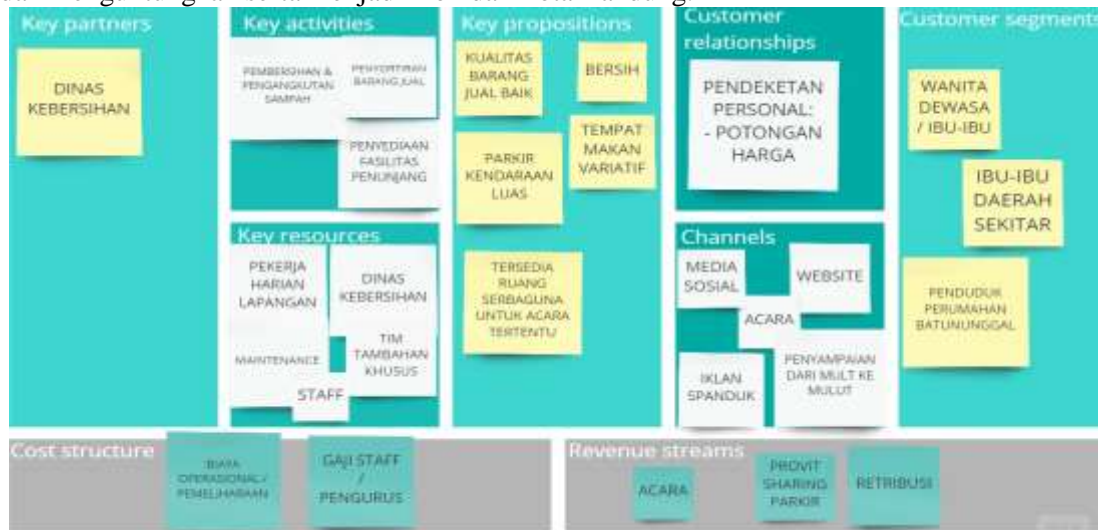 Key partners
DINAS
KEBERSIHAN
Key activities
PEMBERSIHAN &
PENGANGKUTAN
SAMPAH
PENYORTIRAN
BARANG JUAL
PENYEDIAAN
FASILITAS
PENUNJANG
Key resources
PEKERJA
HARIAN
LAPANGAN
DINAS
KEBERSIHAN
MAINTENANCE
TIM
TAMBAHAN
KHUSUS
STAFF
Key propositions
KUALITAS
BARANG
JUAL BAIK
BERSIH
PARKIR
KENDARAAN
LUAS
TEMPAT
MAKAN
VARIATIF
TERSEDIA
RUANG
SERBAGUNA
UNTUK ACARA
TERTENTU
Customer
relationships
PENDEKETAN
PERSONAL:
- POTONGAN
HARGA
Channels
MEDIA
SOSIAL
WEBSITE
ACARA
IKLAN
SPANDUK
PENYAMPAIAN
DARI MULT KE
MULUT
Customer segments
WANITA
DEWASA
/ IBU-IBU
IBU-IBU
DAERAH
SEKITAR
PENDUDUK
PERUMAHAN
BATUNUNGGAL
Cost structure
BIAYA
OPERASIONAL /
PEMELIHARAAN
GAJI STAFF
/
PENGURUS
Revenue streams
ACARA
PROVIT
SHARING
PARKIR
RETRIBUSI